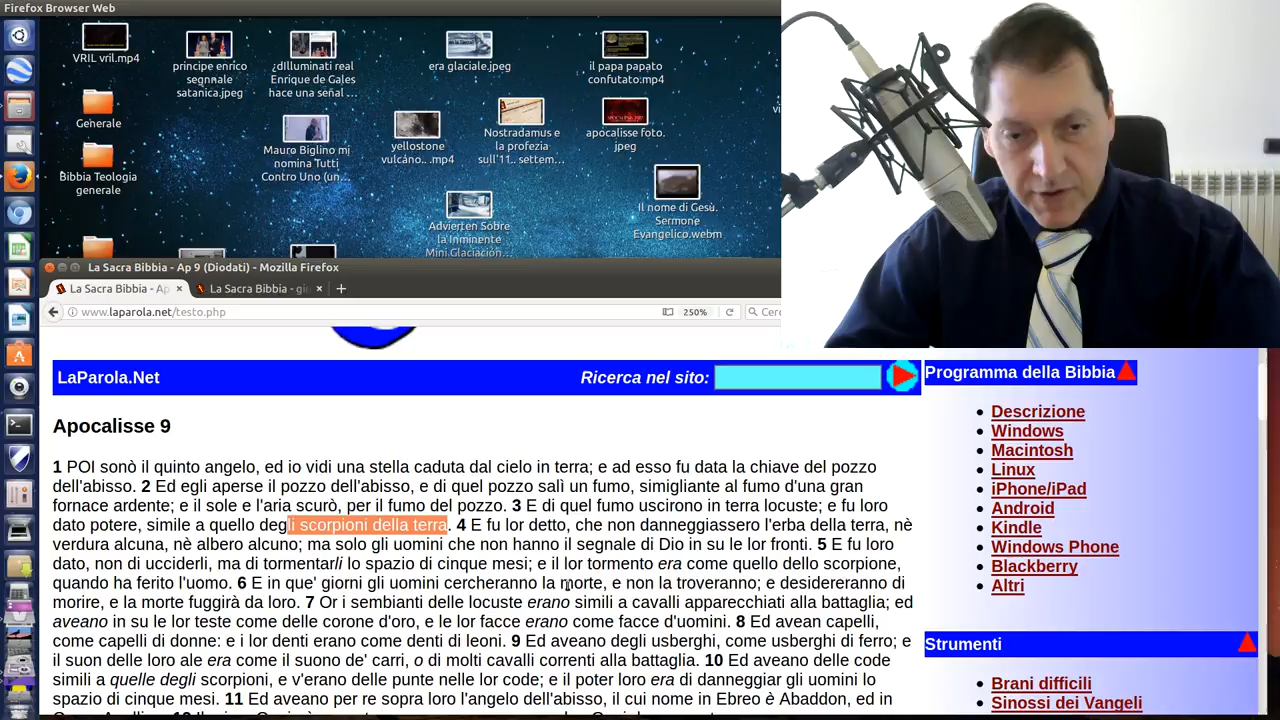 Firefox Browser Web
VRIL vril.mp4
principe enrico
segnnale
satanica.jpeg
¿dIlluminati real
Enrique de Gales
hace una señal ...
era glaciale.jpeg
il papa papato
confutato.mp4
Generale
Mauro Biglino mi
nomina Tutti
Contro Uno (un...
yellostone
vulcáno.. .mp4
Nostradamus e
la profezia
sull'11.. settem...
apocalisse foto.
jpeg
Bibbia Teologia
generale
Advierten Sobre
la Inminente
Mini Glaciación...
Il nome di Gesù.
Sermone
Evangelico.webm
La Sacra Bibbia - Ap 9 (Diodati) - Mozilla Firefox
La Sacra Bibbia - Ap × La Sacra Bibbia - gi × +
www.laparola.net/testo.php 250%
LaParola.Net Ricerca nel sito:
Apocalisse 9
1 POI sonò il quinto angelo, ed io vidi una stella caduta dal cielo in terra; e ad esso fu data la chiave del pozzo
dell'abisso. 2 Ed egli aperse il pozzo dell'abisso, e di quel pozzo salì un fumo, simigliante al fumo d'una gran
fornace ardente; e il sole e l'aria scurò, per il fumo del pozzo. 3 E di quel fumo uscirono in terra locuste; e fu loro
dato potere, simile a quello degli scorpioni della terra. 4 E fu lor detto, che non danneggiassero l'erba della terra, nè
verdura alcuna, nè albero alcuno; ma solo gli uomini che non hanno il segnale di Dio in su le lor fronti. 5 E fu loro
dato, non di ucciderli, ma di tormentarli lo spazio di cinque mesi; e il lor tormento era come quello dello scorpione,
quando ha ferito l'uomo. 6 E in que' giorni gli uomini cercheranno la morte, e non la troveranno; e desidereranno di
morire, e la morte fuggirà da loro. 7 Or i sembianti delle locuste erano simili a cavalli apparecchiati alla battaglia; ed
aveano in su le lor teste come delle corone d'oro, e le lor facce erano come facce d'uomini. 8 Ed avean capelli,
come capelli di donne: e i lor denti erano come denti di leoni. 9 Ed aveano degli usberghi, come usberghi di ferro; e
il suon delle loro ale era come il suono de' carri, o di molti cavalli correnti alla battaglia. 10 Ed aveano delle code
simili a quelle degli scorpioni, e v'erano delle punte nelle lor code; e il poter loro era di danneggiar gli uomini lo
spazio di cinque mesi. 11 Ed aveano per re sopra loro l'angelo dell'abisso, il cui nome in Ebreo è Abaddon, ed in
Programma della Bibbia
Descrizione
Windows
Macintosh
Linux
iPhone/iPad
Android
Kindle
Windows Phone
Blackberry
Altri
Strumenti
Brani difficili
Sinossi dei Vangeli